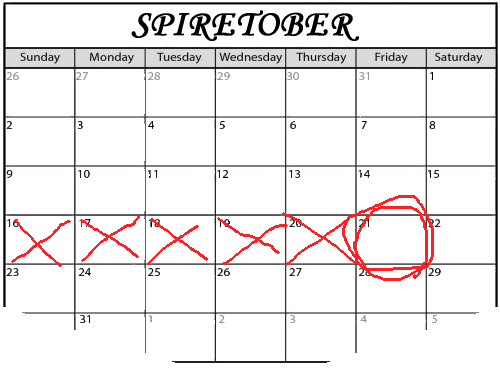 SPIRETOBER
Sunday Monday Tuesday Wednesday Thursday Friday Saturday
26 27 28 29 30 31 1
2 3 4 5 6 7 8
9 10 11 12 13 14 15
16 17 18 19 20 21 22
23 24 25 26 27 28 29
31 1 2 3 4 5